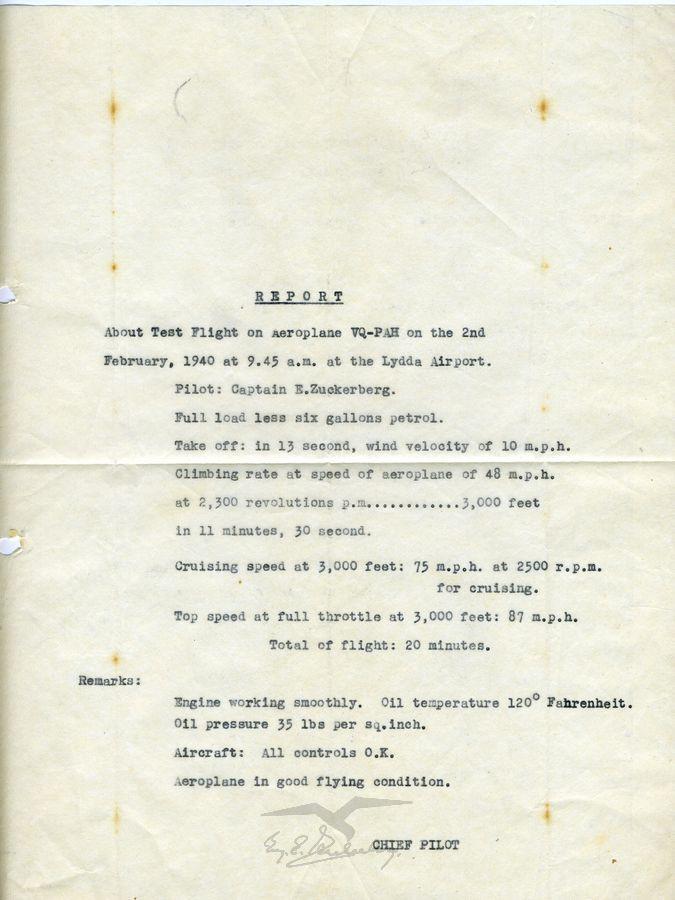 REPORT
About Test Flight on Aeroplane VQ-PAH on the 2nd
February, 1940 at 9.45 a.m. at the Lydda Airport.
Pilot: Captain E.Zuckerberg.
Full load less six gallons petrol.
Take off: in 13 second, wind velocity of 10 m.p.h.
Climbing rate at speed of aeroplane of 48 m.p.h.
at 2,300 revolutions p.m............3,000 feet
in 11 minutes, 30 second.
Cruising speed at 3,000 feet: 75 m.p.h. at 2500 r.p.m.
for cruising.
Top speed at full throttle at 3,000 feet: 87 m.p.h.
Total of flight: 20 minutes.
Remarks:
Engine working smoothly. Oil temperature 120° Fahrenheit.
Oil pressure 35 lbs per sq.inch.
Aircraft: All controls O.K.
Aeroplane in good flying condition.
CHIEF PILOT